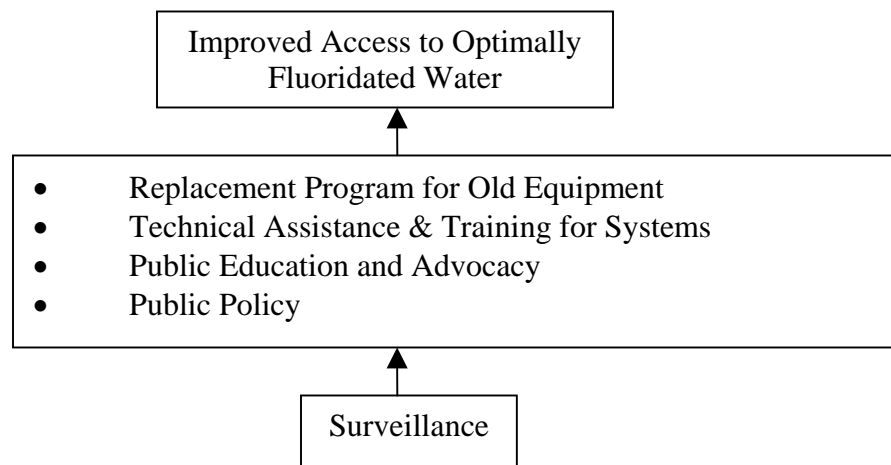 Improved Access to Optimally
Fluoridated Water
• Replacement Program for Old Equipment
• Technical Assistance & Training for Systems
• Public Education and Advocacy
• Public Policy
Surveillance